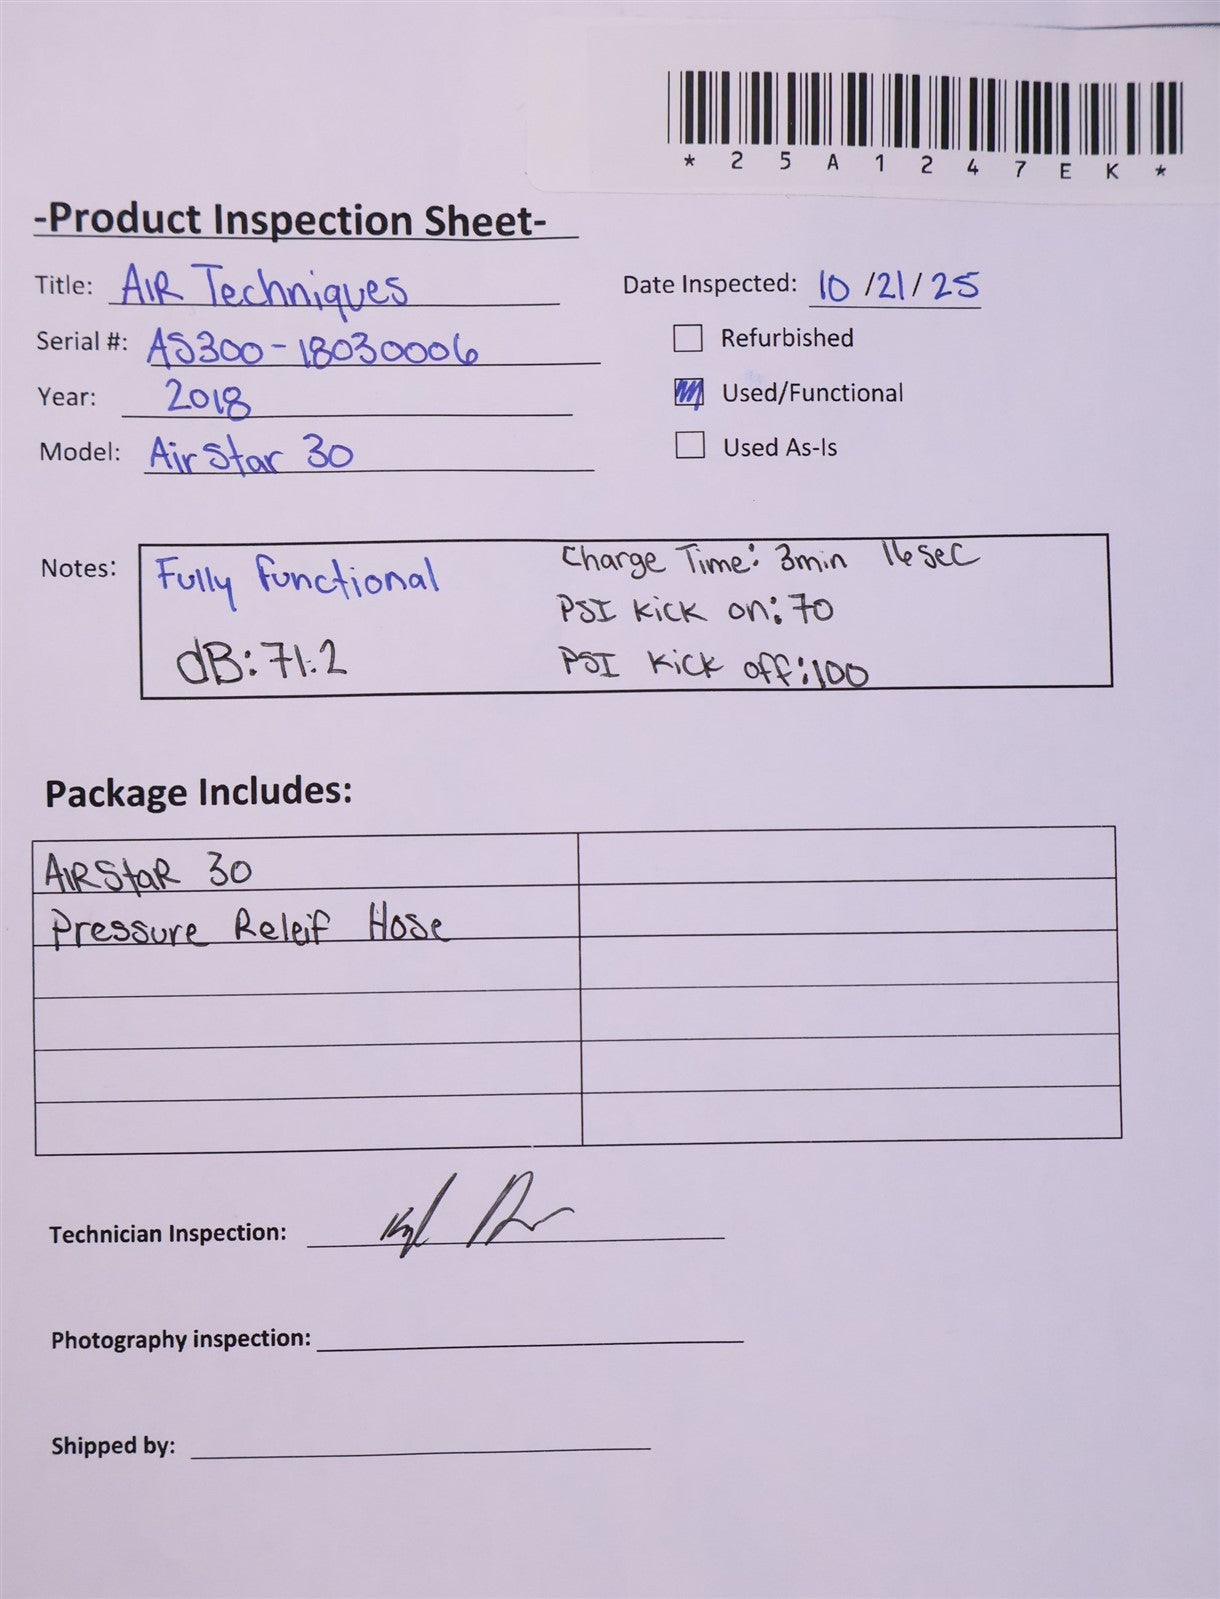 *25A1247EK*
-Product Inspection Sheet-
Title: AIR Techniques
Date Inspected: 10/21/25
Serial #: AS300-18030006
Refurbished
Year: 2018
Used/Functional
Model: AirStar 30
Used As-Is
Notes: Fully functional
Charge Time: 3min 16sec
PSI kick on: 70
dB: 71.2
PSI kick off: 100
Package Includes:
AIRStaR 30
Pressure Releif Hose
Technician Inspection:
Photography inspection:
Shipped by: